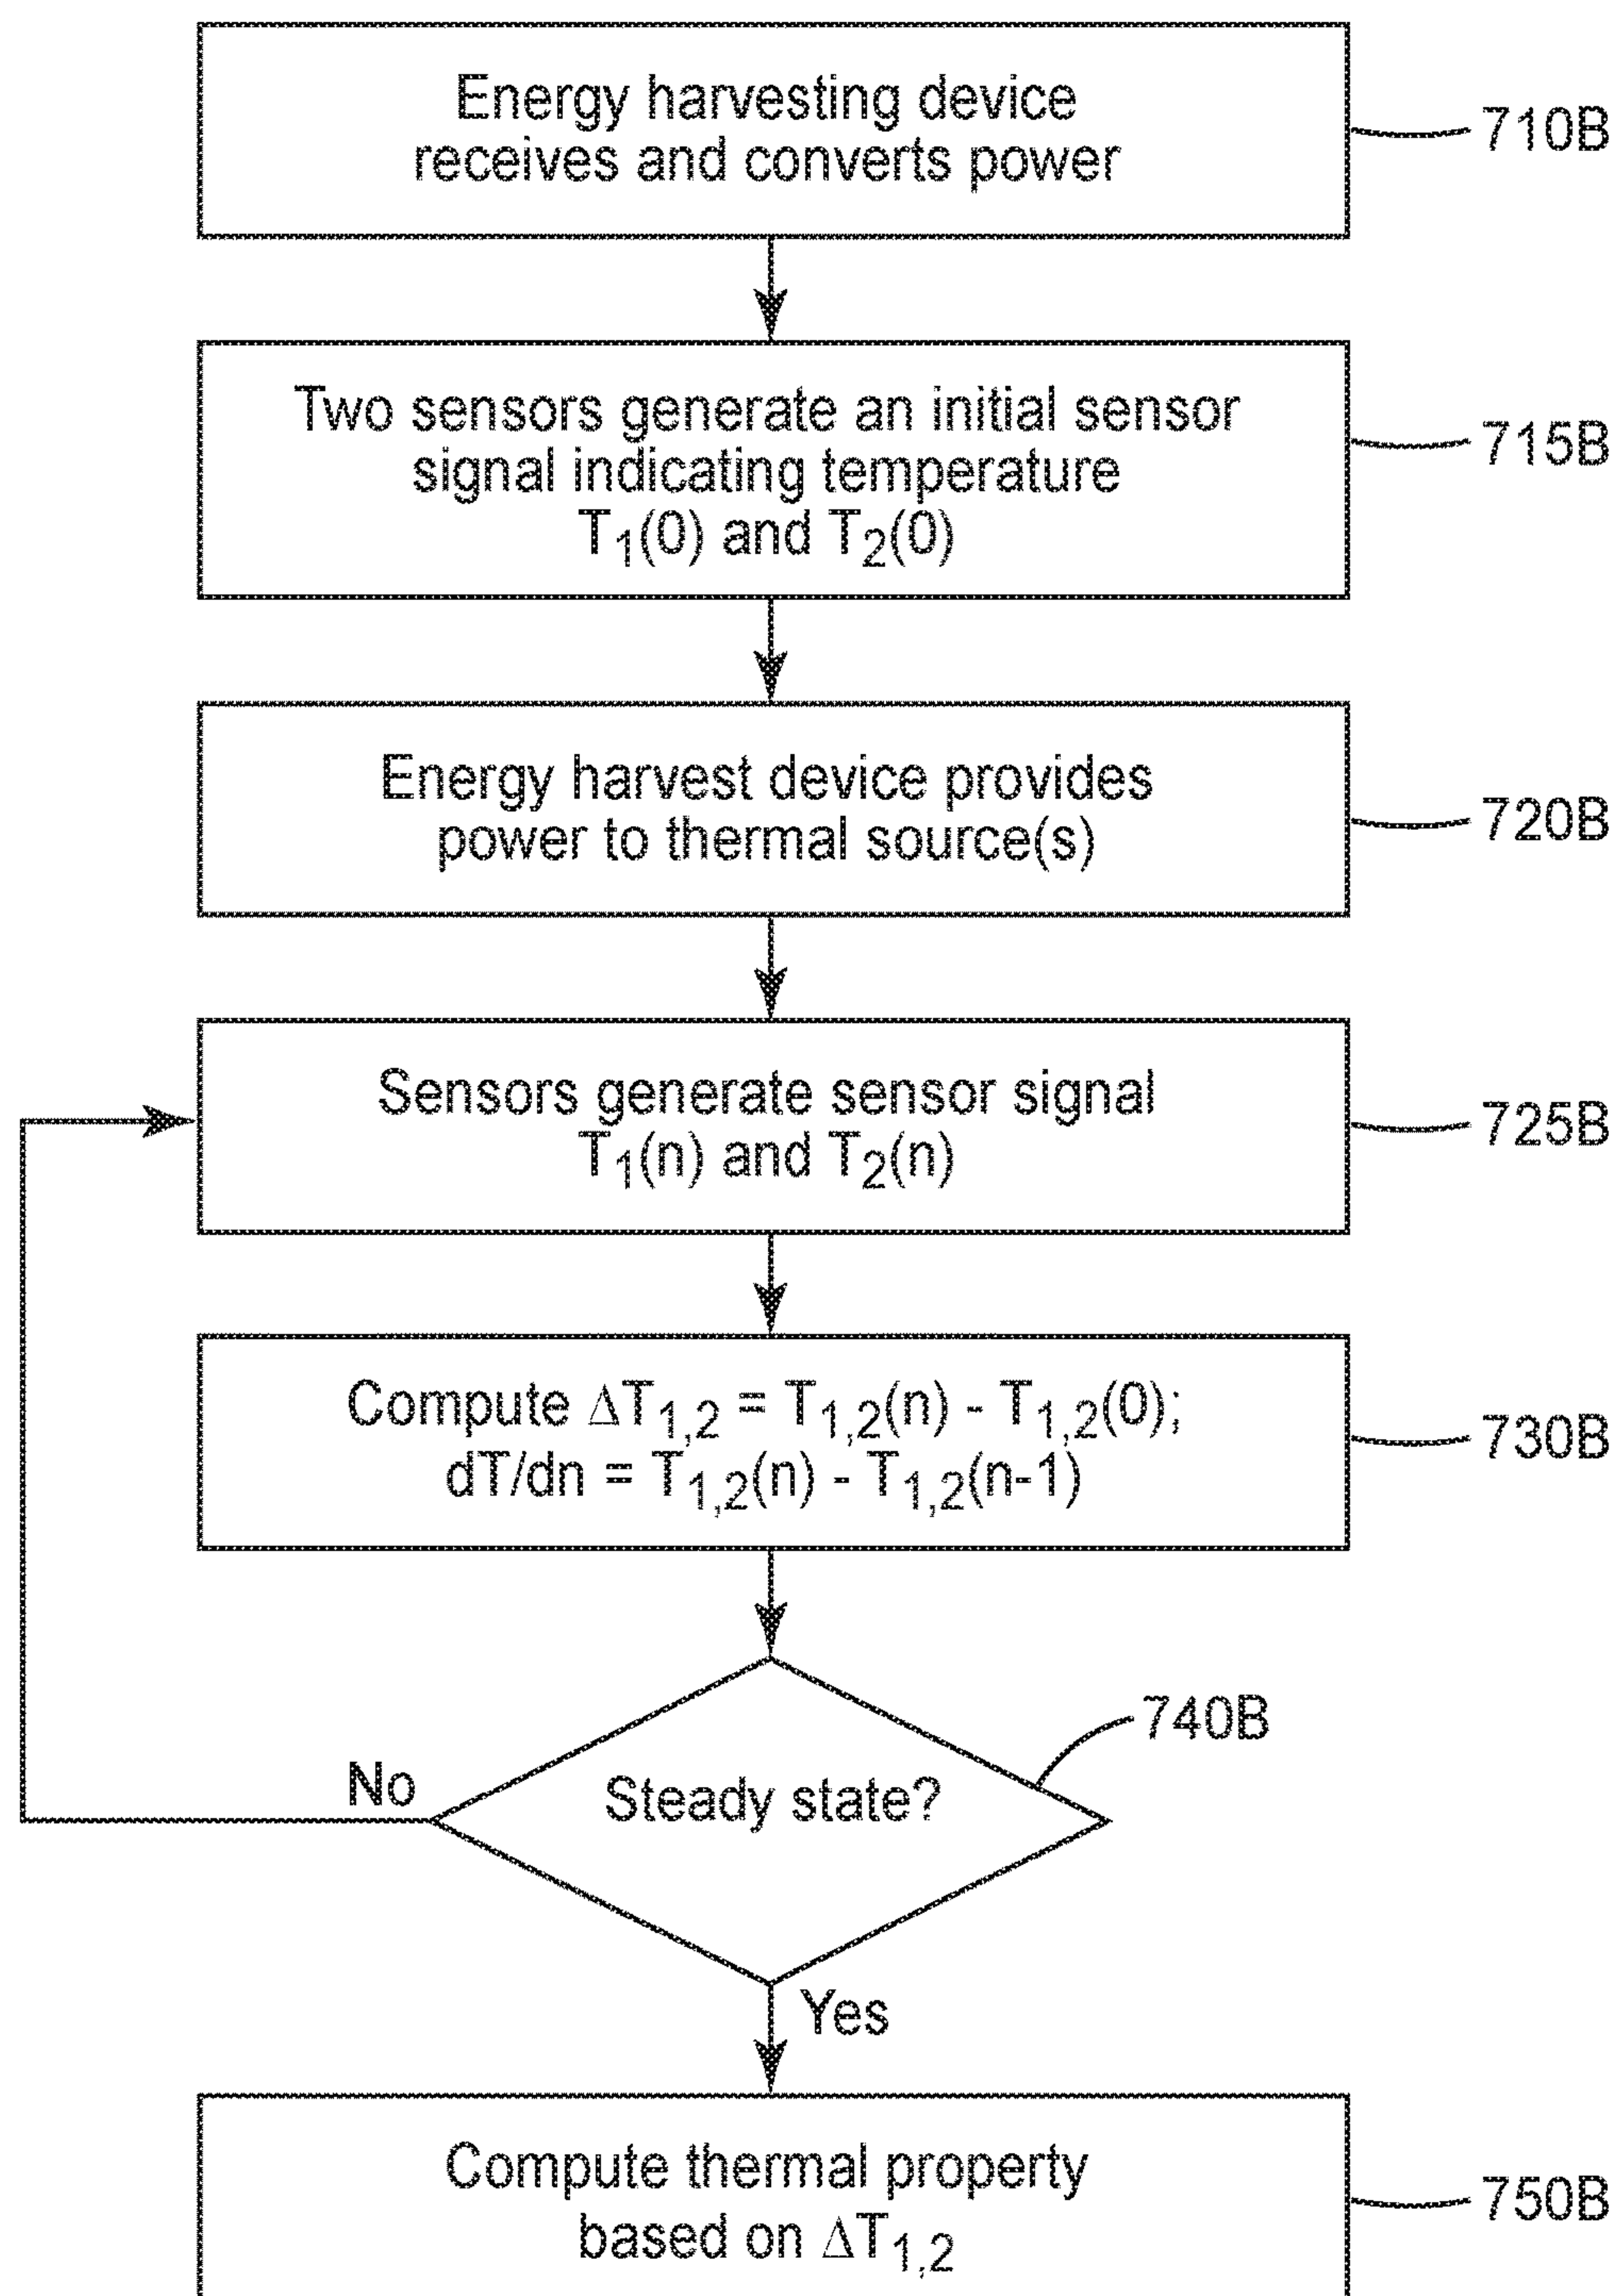 Energy harvesting device
receives and converts power
710B
Two sensors generate an initial sensor
signal indicating temperature
T1(0) and T2(0)
715B
Energy harvest device provides
power to thermal source(s)
720B
Sensors generate sensor signal
T1(n) and T2(n)
725B
Compute ΔT1,2 = T1,2(n) - T1,2(0);
dT/dn = T1,2(n) - T1,2(n-1)
730B
740B
No
Steady state?
Yes
Compute thermal property
based on ΔT1,2
750B